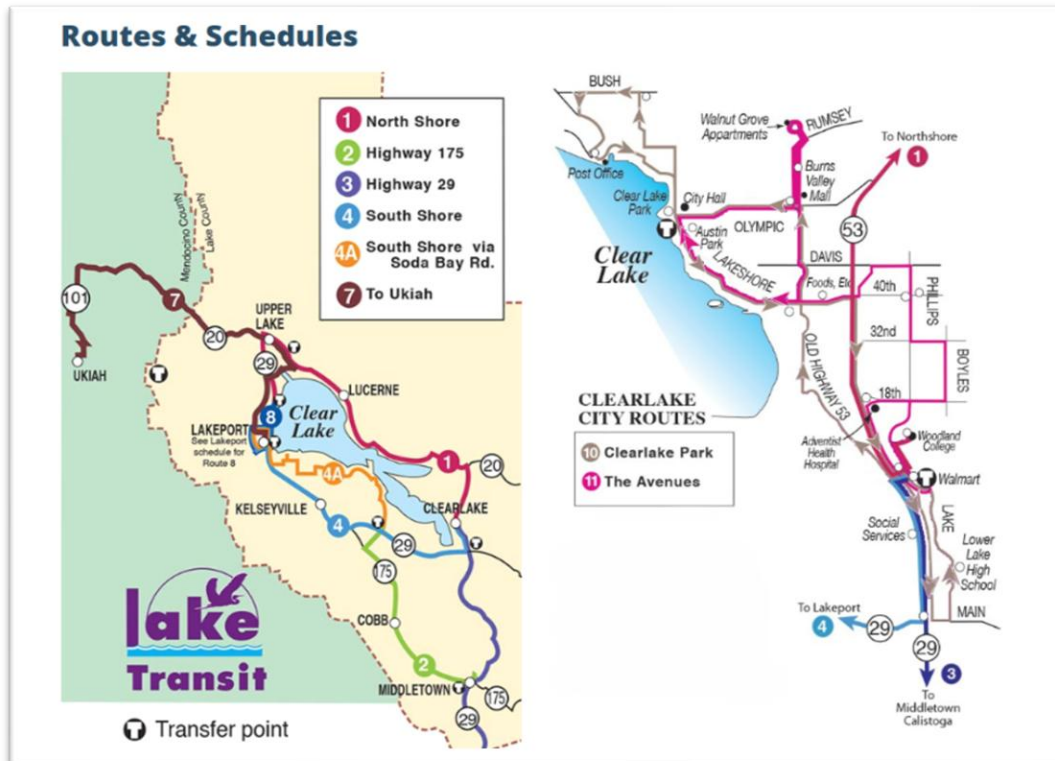 Routes & Schedules
1 North Shore
2 Highway 175
3 Highway 29
4 South Shore
4A South Shore via
Soda Bay Rd.
7 To Ukiah
Mendocino County
Lake County
101
7
20
UKIAH
UPPER
LAKE
29
LUCERNE
8
Clear
Lake
LAKEPORT
See Lakeport
schedule for
Route 8
4A
1
20
KELSEYVILLE
4
CLEARLAKE
29
175
COBB
2
MIDDLETOWN
175
29
lake
Transit
T Transfer point
BUSH
Walnut Grove
Appartments
RUMSEY
To Northshore
1
Post Office
Burns
Valley
Mall
Clear Lake
Park
City Hall
T
Austin
Park
OLYMPIC
53
Clear
Lake
LAKESHORE
DAVIS
Foods, Etc
40th
PHILLIPS
32nd
OLD HIGHWAY 53
BOYLES
18th
CLEARLAKE
CITY ROUTES
10 Clearlake Park
11 The Avenues
Adventist
Health
Hospital
Woodland
College
T
Walmart
LAKE
Social
Services
Lower
Lake
High
School
To Lakeport
4
29
MAIN
29
3
To
Middletown
Calistoga